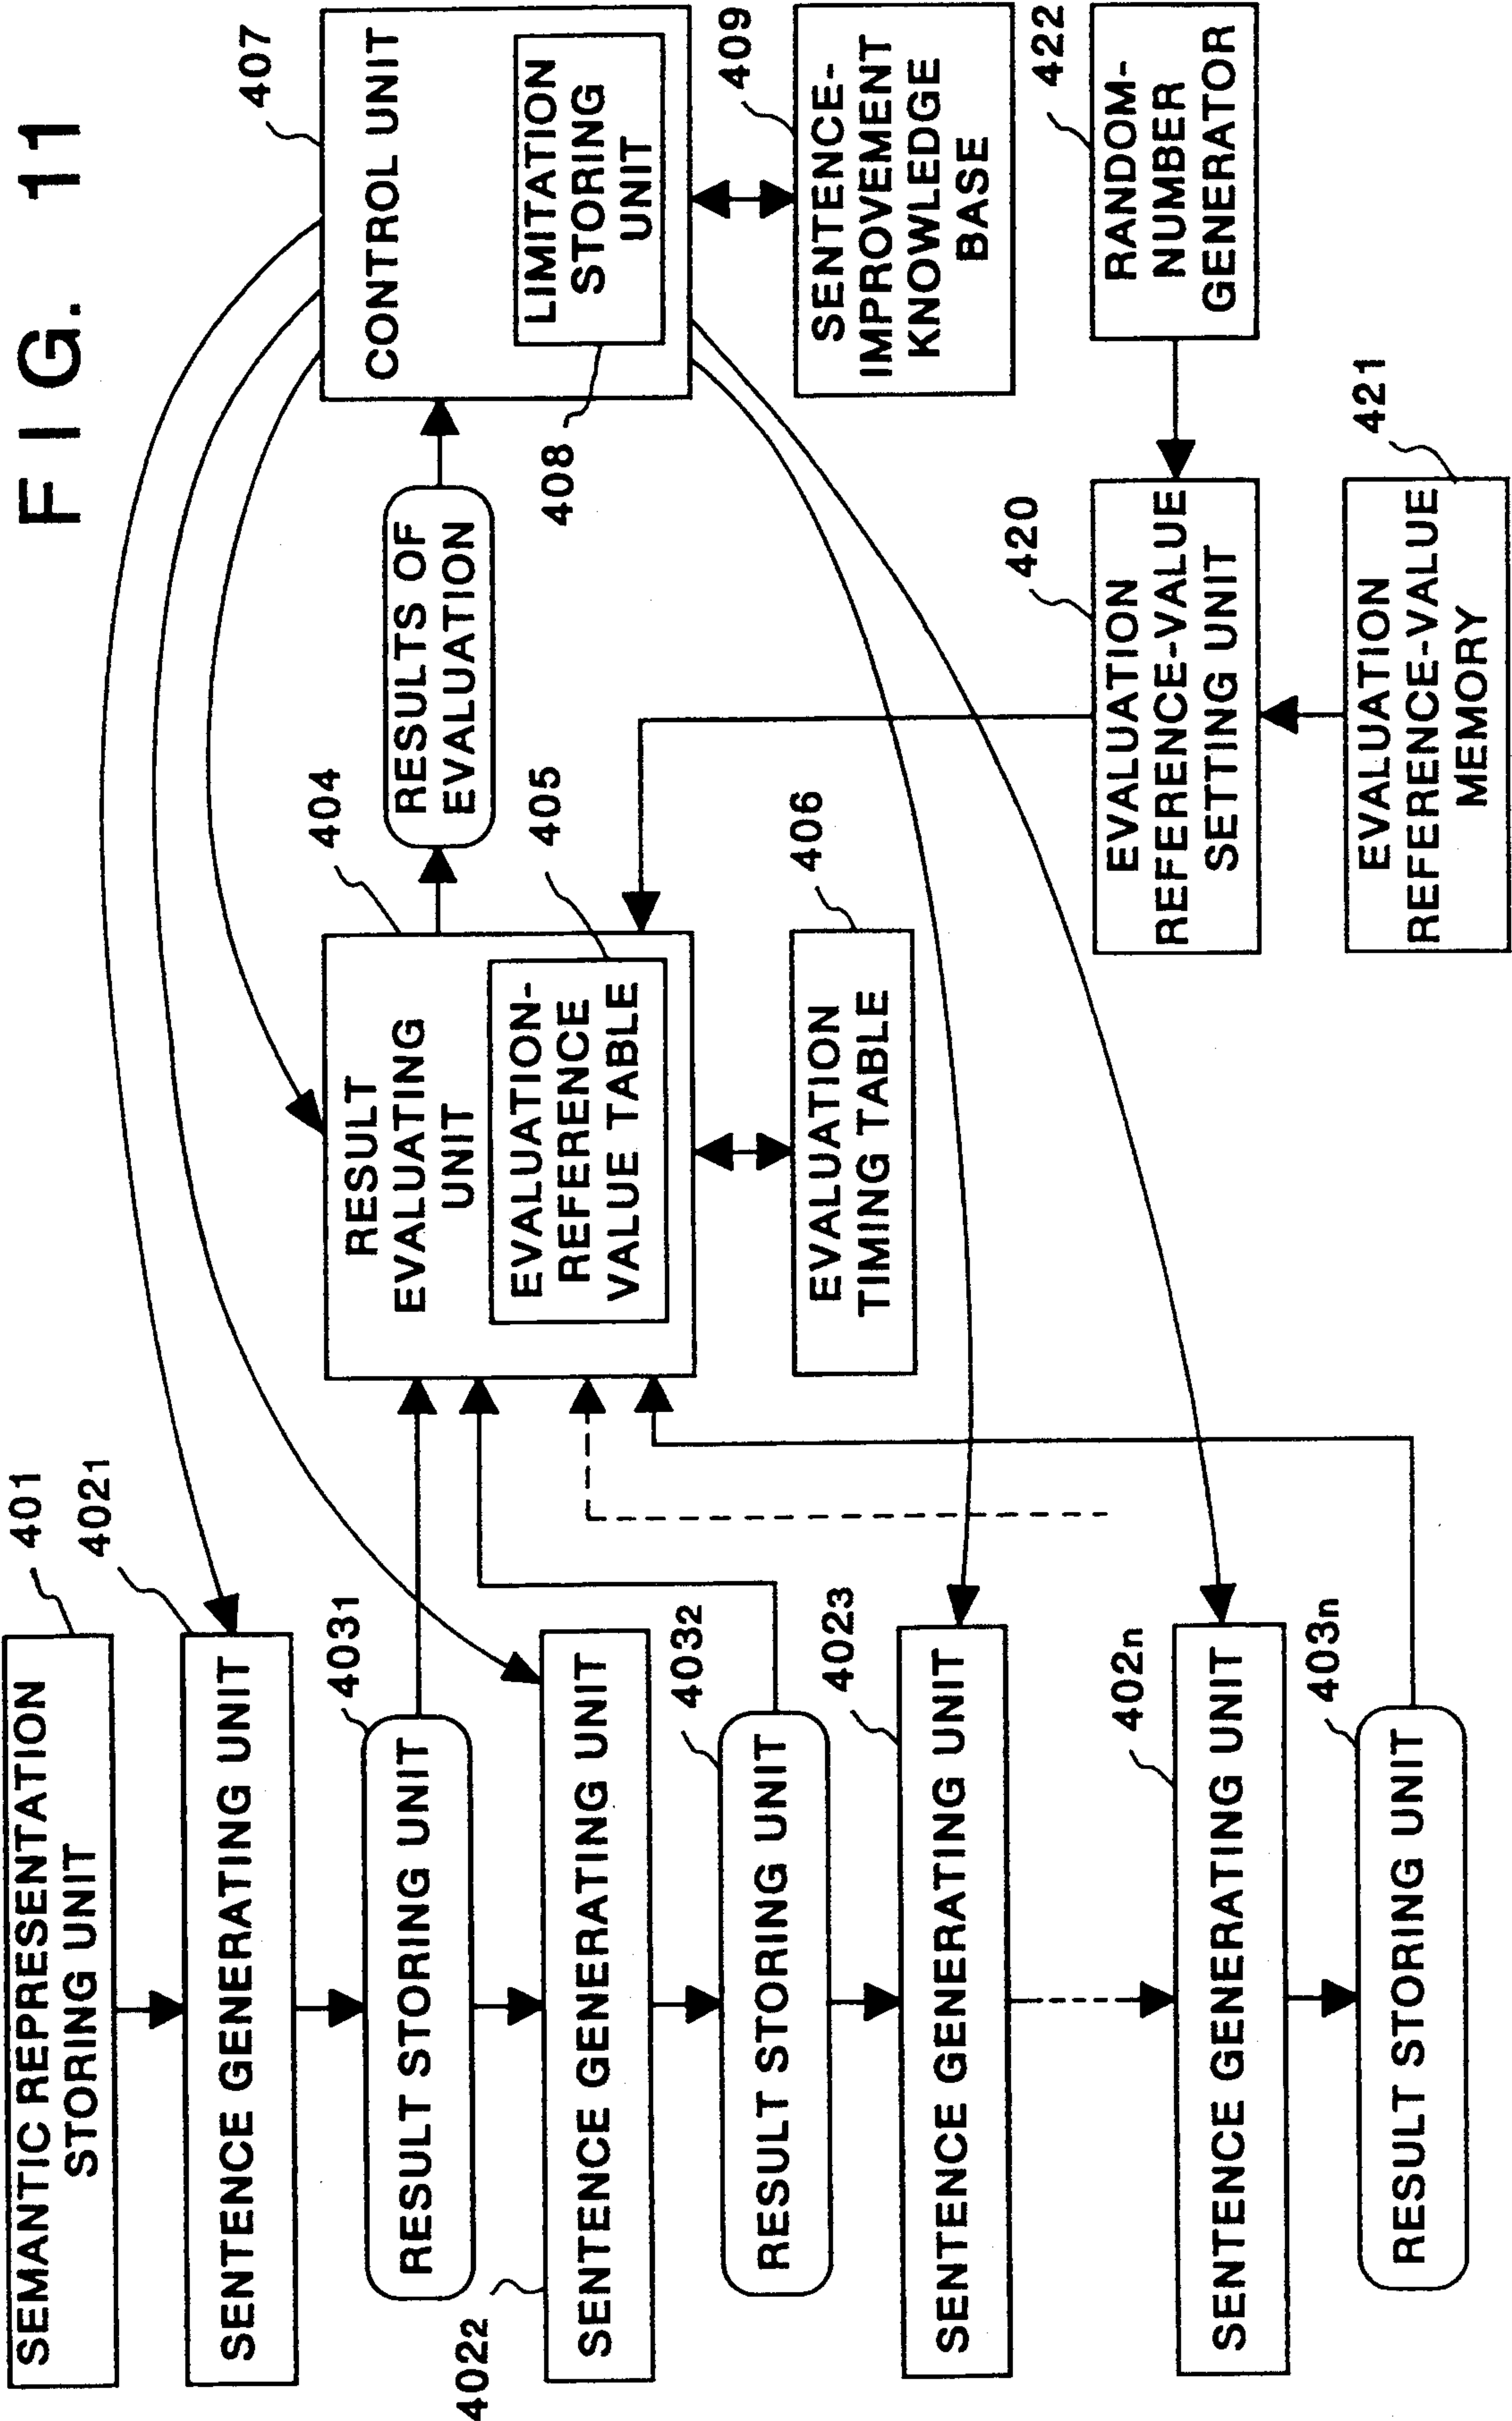 FIG. 11
SEMANTIC REPRESENTATION
STORING UNIT
401
SENTENCE GENERATING UNIT
4021
RESULT STORING UNIT
4031
SENTENCE GENERATING UNIT
4022
RESULT STORING UNIT
4032
SENTENCE GENERATING UNIT
4023
SENTENCE GENERATING UNIT
402n
RESULT STORING UNIT
403n
RESULT
EVALUATING
UNIT
404
EVALUATION-
REFERENCE
VALUE TABLE
405
EVALUATION
TIMING TABLE
406
RESULTS OF
EVALUATION
CONTROL UNIT
407
LIMITATION
STORING
UNIT
408
SENTENCE-
IMPROVEMENT
KNOWLEDGE
BASE
409
EVALUATION
REFERENCE-VALUE
SETTING UNIT
420
EVALUATION
REFERENCE-VALUE
MEMORY
421
RANDOM-
NUMBER
GENERATOR
422